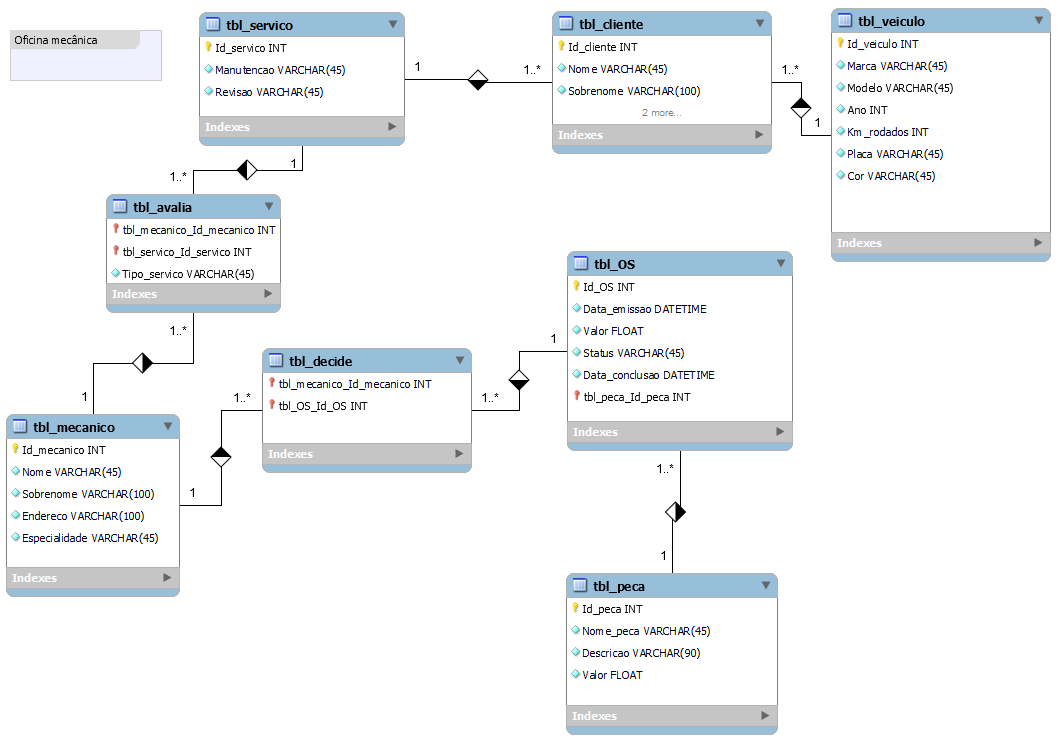 Oficina mecânica
tbl_servico
Id_servico INT
Manutencao VARCHAR(45)
Revisao VARCHAR(45)
Indexes
1
1..*
tbl_cliente
Id_cliente INT
Nome VARCHAR(45)
Sobrenome VARCHAR(100)
2 more...
Indexes
1..*
1
tbl_veiculo
Id_veiculo INT
Marca VARCHAR(45)
Modelo VARCHAR(45)
Ano INT
Km_rodados INT
Placa VARCHAR(45)
Cor VARCHAR(45)
Indexes
1
1..*
tbl_avalia
tbl_mecanico_Id_mecanico INT
tbl_servico_Id_servico INT
Tipo_servico VARCHAR(45)
Indexes
1..*
1
tbl_mecanico
Id_mecanico INT
Nome VARCHAR(45)
Sobrenome VARCHAR(100)
Endereco VARCHAR(100)
Especialidade VARCHAR(45)
Indexes
1
1..*
tbl_decide
tbl_mecanico_Id_mecanico INT
tbl_OS_Id_OS INT
Indexes
1..*
1
tbl_OS
Id_OS INT
Data_emissao DATETIME
Valor FLOAT
Status VARCHAR(45)
Data_conclusao DATETIME
tbl_peca_Id_peca INT
Indexes
1..*
1
tbl_peca
Id_peca INT
Nome_peca VARCHAR(45)
Descricao VARCHAR(90)
Valor FLOAT
Indexes